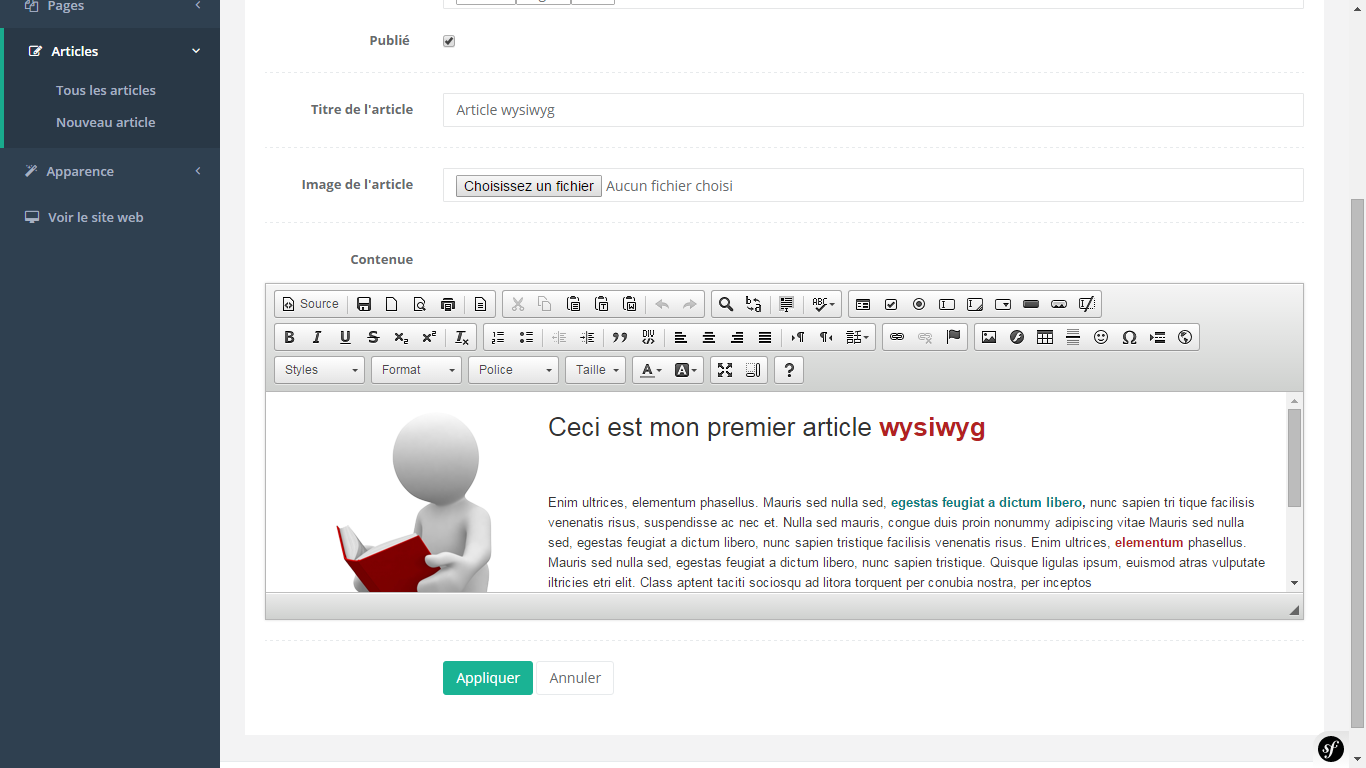 Pages
Articles
Tous les articles
Nouveau article
Apparence
Voir le site web
Publié
Titre de l'article
Article wysiwyg
Image de l'article
Choisissez un fichier Aucun fichier choisi
Contenue
Source
ABC
B I U S x₂ x² Tx
DIV
Styles Format Police Taille A A ?
Ceci est mon premier article wysiwyg
Enim ultrices, elementum phasellus. Mauris sed nulla sed, egestas feugiat a dictum libero, nunc sapien tri tique facilisis
venenatis risus, suspendisse ac nec et. Nulla sed mauris, congue duis proin nonummy adipiscing vitae Mauris sed nulla
sed, egestas feugiat a dictum libero, nunc sapien tristique facilisis venenatis risus. Enim ultrices, elementum phasellus.
Mauris sed nulla sed, egestas feugiat a dictum libero, nunc sapien tristique. Quisque ligulas ipsum, euismod atras vulputate
iltricies etri elit. Class aptent taciti sociosqu ad litora torquent per conubia nostra, per inceptos
Appliquer Annuler
sf